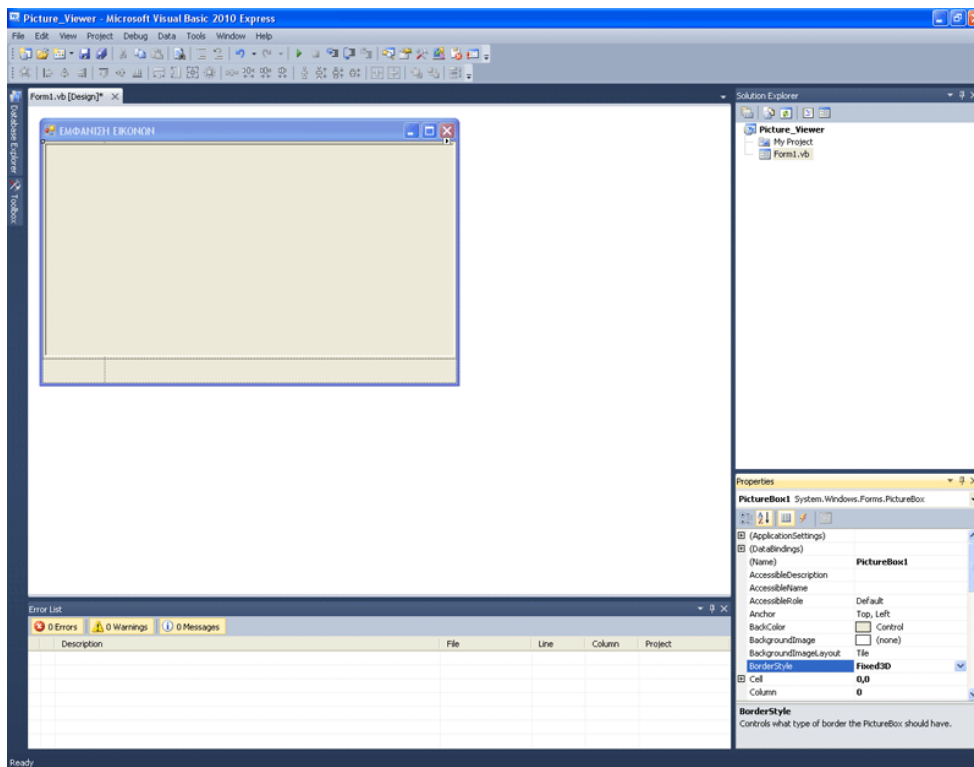 Picture_Viewer - Microsoft Visual Basic 2010 Express
File Edit View Project Debug Data Tools Window Help
Form1.vb [Design]* X
Database Explorer
Toolbox
ΕΜΦΑΝΙΣΗ ΕΙΚΟΝΩΝ
Solution Explorer
Picture_Viewer
My Project
Form1.vb
Properties
PictureBox1 System.Windows.Forms.PictureBox
(ApplicationSettings)
(DataBindings)
(Name) PictureBox1
AccessibleDescription
AccessibleName
AccessibleRole Default
Anchor Top, Left
BackColor Control
BackgroundImage (none)
BackgroundImageLayout Tile
BorderStyle Fixed3D
Cell 0,0
Column 0
BorderStyle
Controls what type of border the PictureBox should have.
Error List
0 Errors 0 Warnings 0 Messages
Description File Line Column Project
Ready